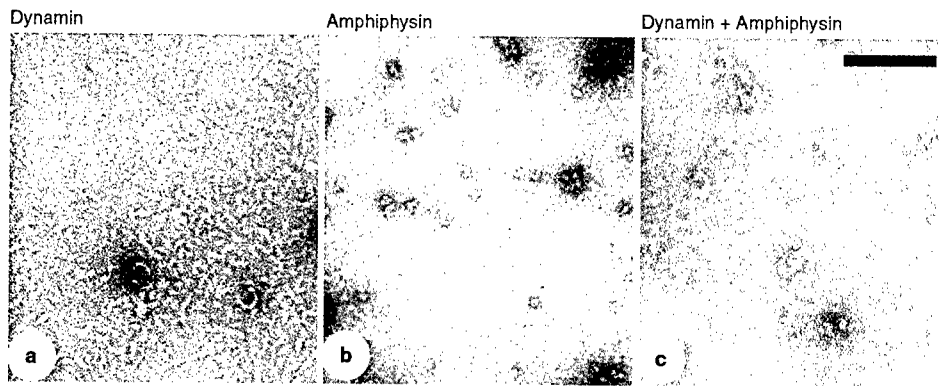 Dynamin
Amphiphysin
Dynamin + Amphiphysin
a
b
c